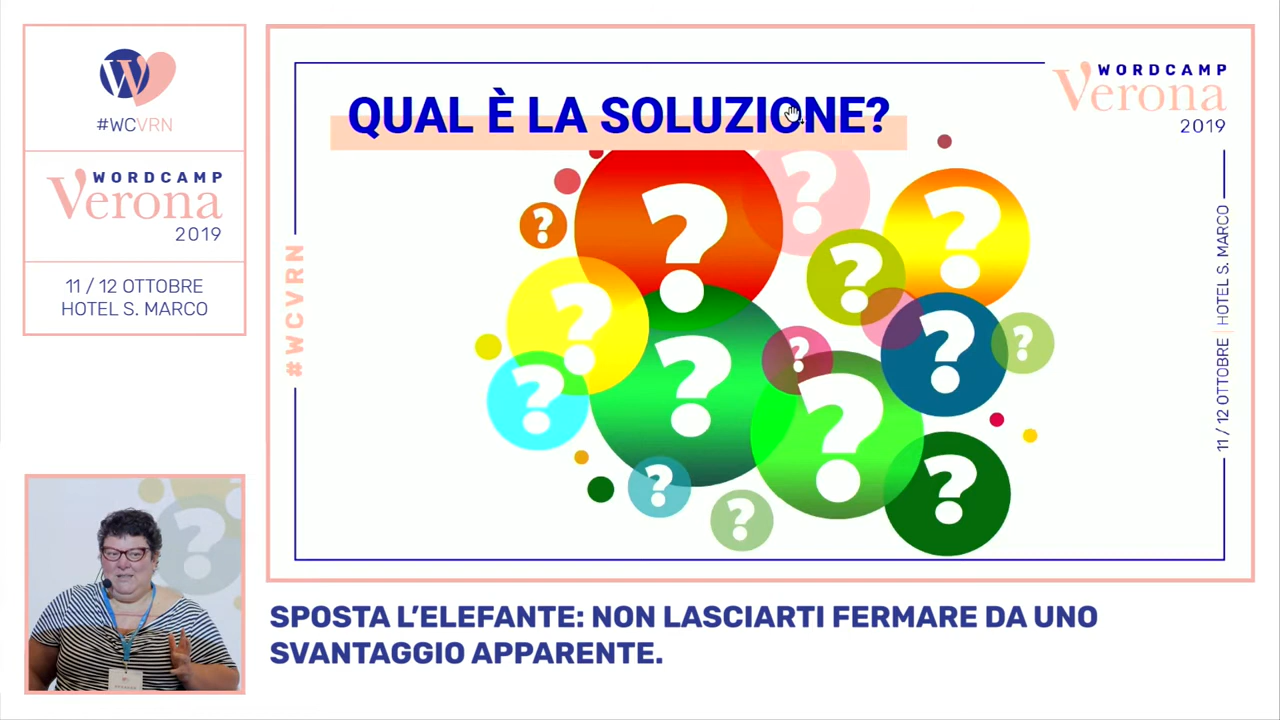 #WCVRN
WORDCAMP
Verona
2019
11 / 12 OTTOBRE
HOTEL S. MARCO
QUAL È LA SOLUZIONE?
WORDCAMP
Verona
2019
#WCVRN
11 / 12 OTTOBRE | HOTEL S. MARCO
? ? ? ? ? ? ? ? ? ? ? ? ? ?
SPOSTA L’ELEFANTE: NON LASCIARTI FERMARE DA UNO
SVANTAGGIO APPARENTE.